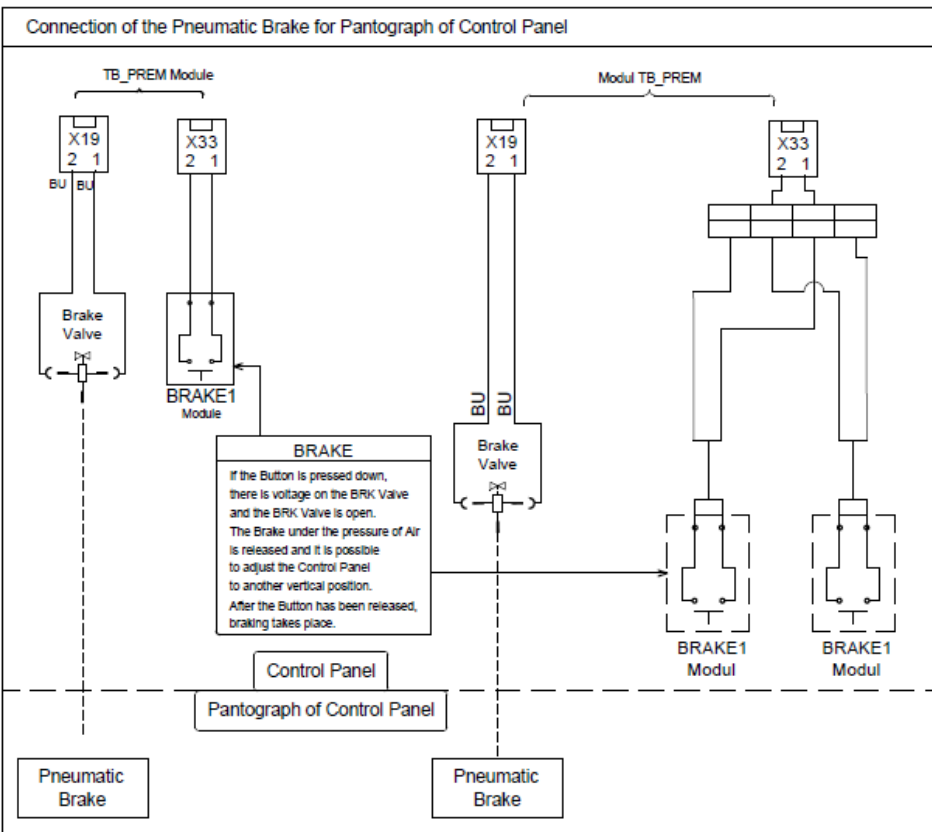 Connection of the Pneumatic Brake for Pantograph of Control Panel
TB_PREM Module
X19
2 1
BU BU
X33
2 1
Brake
Valve
BRAKE1
Module
Modul TB_PREM
X19
2 1
X33
2 1
BU BU
Brake
Valve
BRAKE
If the Button is pressed down,
there is voltage on the BRK Valve
and the BRK Valve is open.
The Brake under the pressure of Air
is released and it is possible
to adjust the Control Panel
to another vertical position.
After the Button has been released,
braking takes place.
BRAKE1
Modul
BRAKE1
Modul
Control Panel
Pantograph of Control Panel
Pneumatic
Brake
Pneumatic
Brake